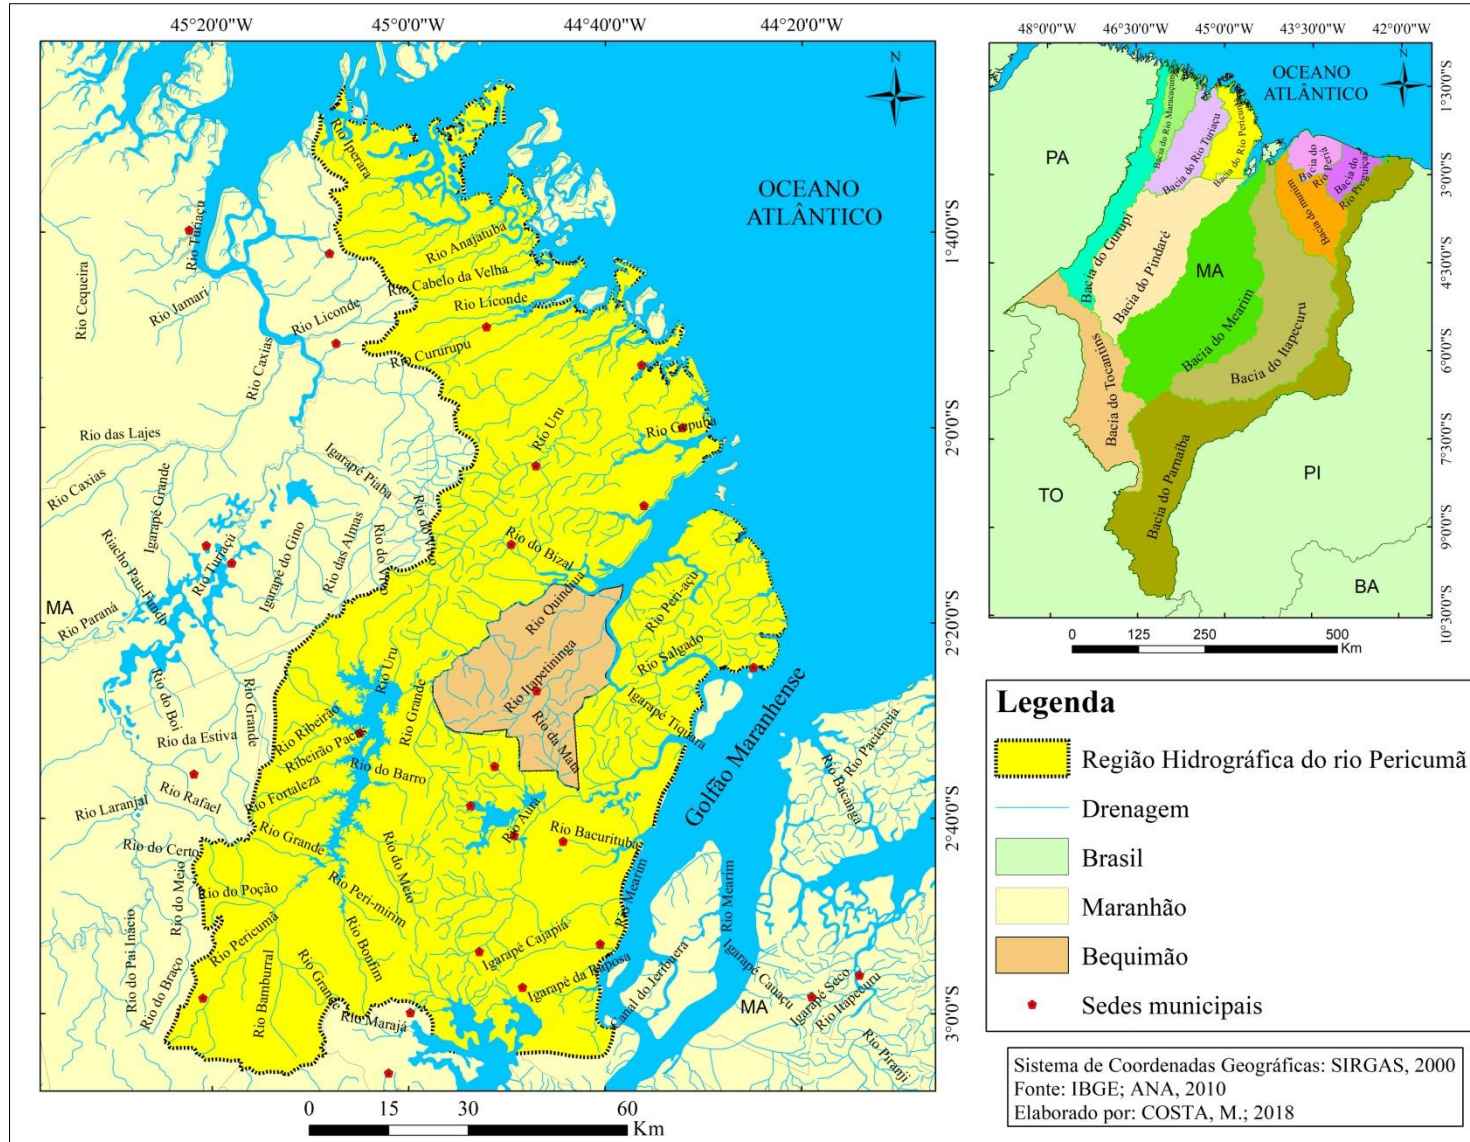 45°20'0"W
45°0'0"W
44°40'0"W
44°20'0"W
N
OCEANO
ATLÂNTICO
Rio Iperara
Rio Turiaçu
Rio Anajatuba
Rio Cabelo da Velha
Rio Liconde
Rio Cequeira
Rio Jamari
Rio Liconde
Rio Cururupu
Rio Caxias
Rio das Lajes
Rio Uru
Rio Gepuba
Rio Caxias
Igarapé Grande
Igarapé Piaba
Riacho Pau-Fundo
Rio Turiaçú
Igarapé do Gino
Rio das Almas
Rio do
Rio do
Rio do Bizal
MA
Rio Paraná
Rio Quindiua
Rio Peri-açu
Rio Salgado
Rio Uru
Rio Itapetininga
Rio do Boi
Rio Grande
Rio Grande
Igarapé Tiquara
Rio da Estiva
Rio Ribeirão
Ribeirão Paca
Rio da Mata
Golfão Maranhense
Rio Paciência
Rio Bacanga
Rio do Barro
Rio Rafael
Rio Fortaleza
Rio Laranjal
Rio Aurá
Rio Bacurituba
Rio Grande
Rio do Certo
Rio do Meio
Rio do Meio
Rio do Poção
Rio Peri-mirim
Rio Mearim
Rio Mearim
Rio Pericumã
Rio Bonfim
Igarapé Cajapiá
Rio do Pai Inácio
Rio do Braço
Rio Bamburral
Rio Grande
Igarapé da Raposa
Canal do Jeribuera
Igarapé Cauaçu
Igarapé Seco
Rio Itapecuru
Rio Marajá
MA
Rio Piranji
1°40'0"S
2°0'0"S
2°20'0"S
2°40'0"S
3°0'0"S
0 15 30 60
Km
48°0'0"W
46°30'0"W
45°0'0"W
43°30'0"W
42°0'0"W
OCEANO
ATLÂNTICO
N
PA
Bacia do Rio Maracaçumé
Bacia do Rio Turiaçu
Bacia do Rio Pericumã
Bacia do Rio Periá
Bacia do Rio Preguiças
Bacia do munim
Bacia do Gurupi
Bacia do Pindaré
MA
Bacia do Mearim
Bacia do Itapecuru
Bacia do Tocantins
Bacia do Parnaíba
TO
PI
BA
1°30'0"S
3°0'0"S
4°30'0"S
6°0'0"S
7°30'0"S
9°0'0"S
10°30'0"S
0 125 250 500
Km
Legenda
Região Hidrográfica do rio Pericumã
Drenagem
Brasil
Maranhão
Bequimão
Sedes municipais
Sistema de Coordenadas Geográficas: SIRGAS, 2000
Fonte: IBGE; ANA, 2010
Elaborado por: COSTA, M.; 2018